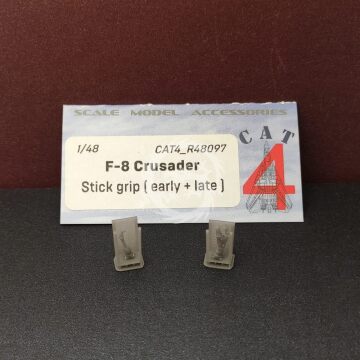 SCALE MODEL ACCESSORIES
1/48 CAT4_R48097
F-8 Crusader
Stick grip ( early + late )
CAT
4